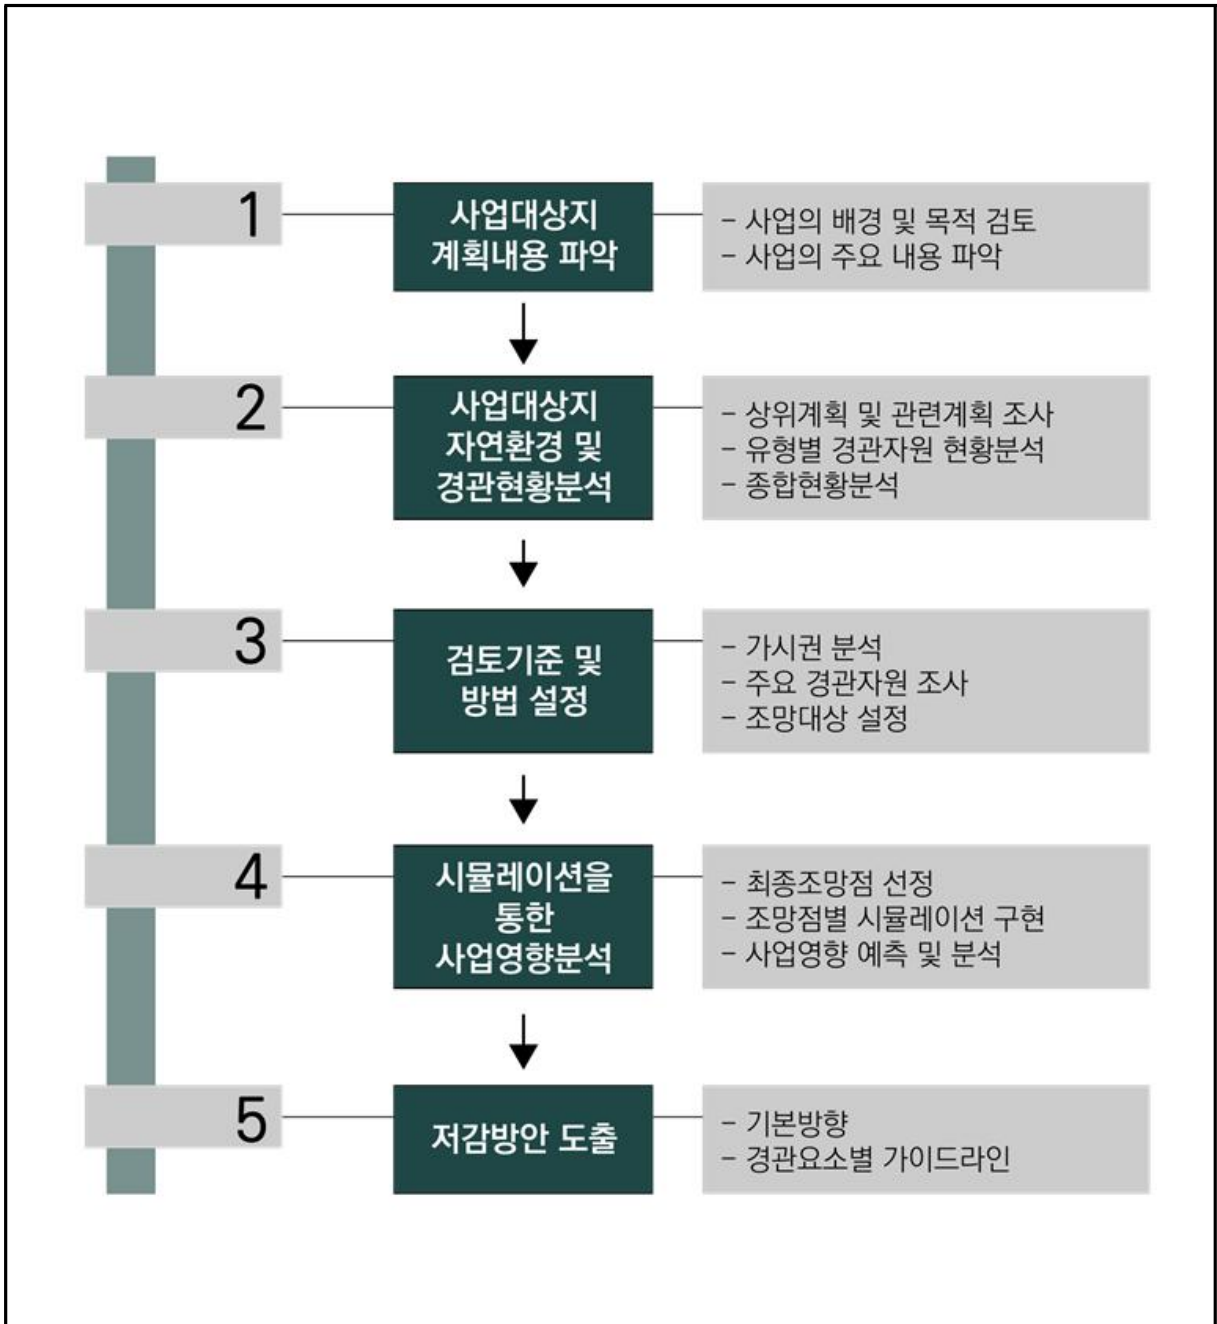 1
사업대상지
계획내용 파악
- 사업의 배경 및 목적 검토
- 사업의 주요 내용 파악
2
사업대상지
자연환경 및
경관현황분석
- 상위계획 및 관련계획 조사
- 유형별 경관자원 현황분석
- 종합현황분석
3
검토기준 및
방법 설정
- 가시권 분석
- 주요 경관자원 조사
- 조망대상 설정
4
시뮬레이션을
통한
사업영향분석
- 최종조망점 선정
- 조망점별 시뮬레이션 구현
- 사업영향 예측 및 분석
5
저감방안 도출
- 기본방향
- 경관요소별 가이드라인